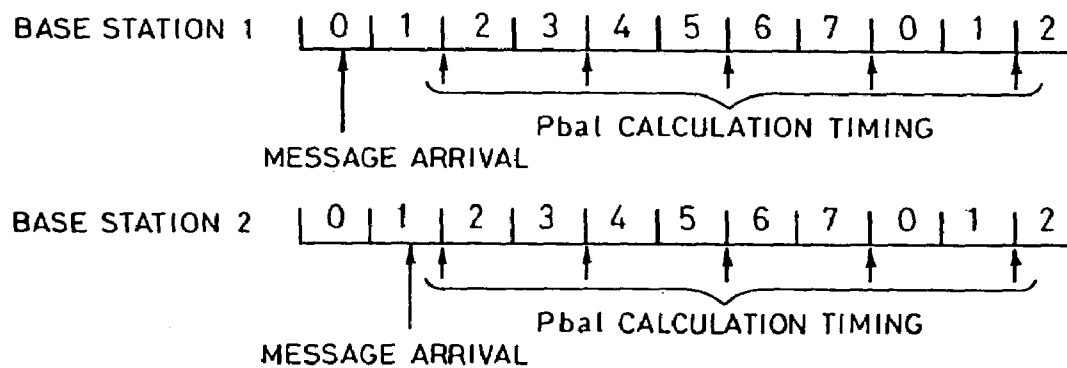 BASE STATION 1 0 1 2 3 4 5 6 7 0 1 2
Pbal CALCULATION TIMING
MESSAGE ARRIVAL
BASE STATION 2 0 1 2 3 4 5 6 7 0 1 2
Pbal CALCULATION TIMING
MESSAGE ARRIVAL